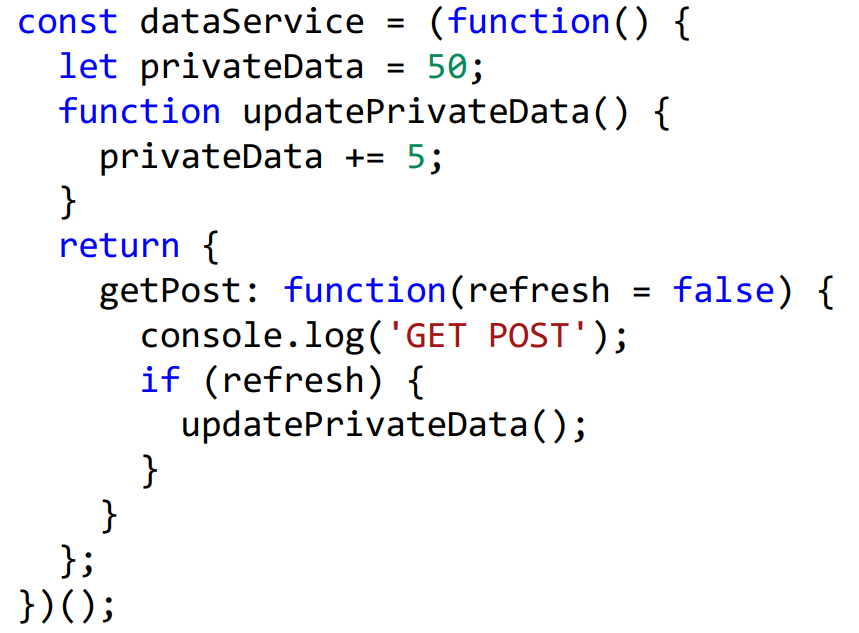 const dataService = (function() {
  let privateData = 50;
  function updatePrivateData() {
    privateData += 5;
  }
  return {
    getPost: function(refresh = false) {
      console.log('GET POST');
      if (refresh) {
        updatePrivateData();
      }
    }
  };
})();